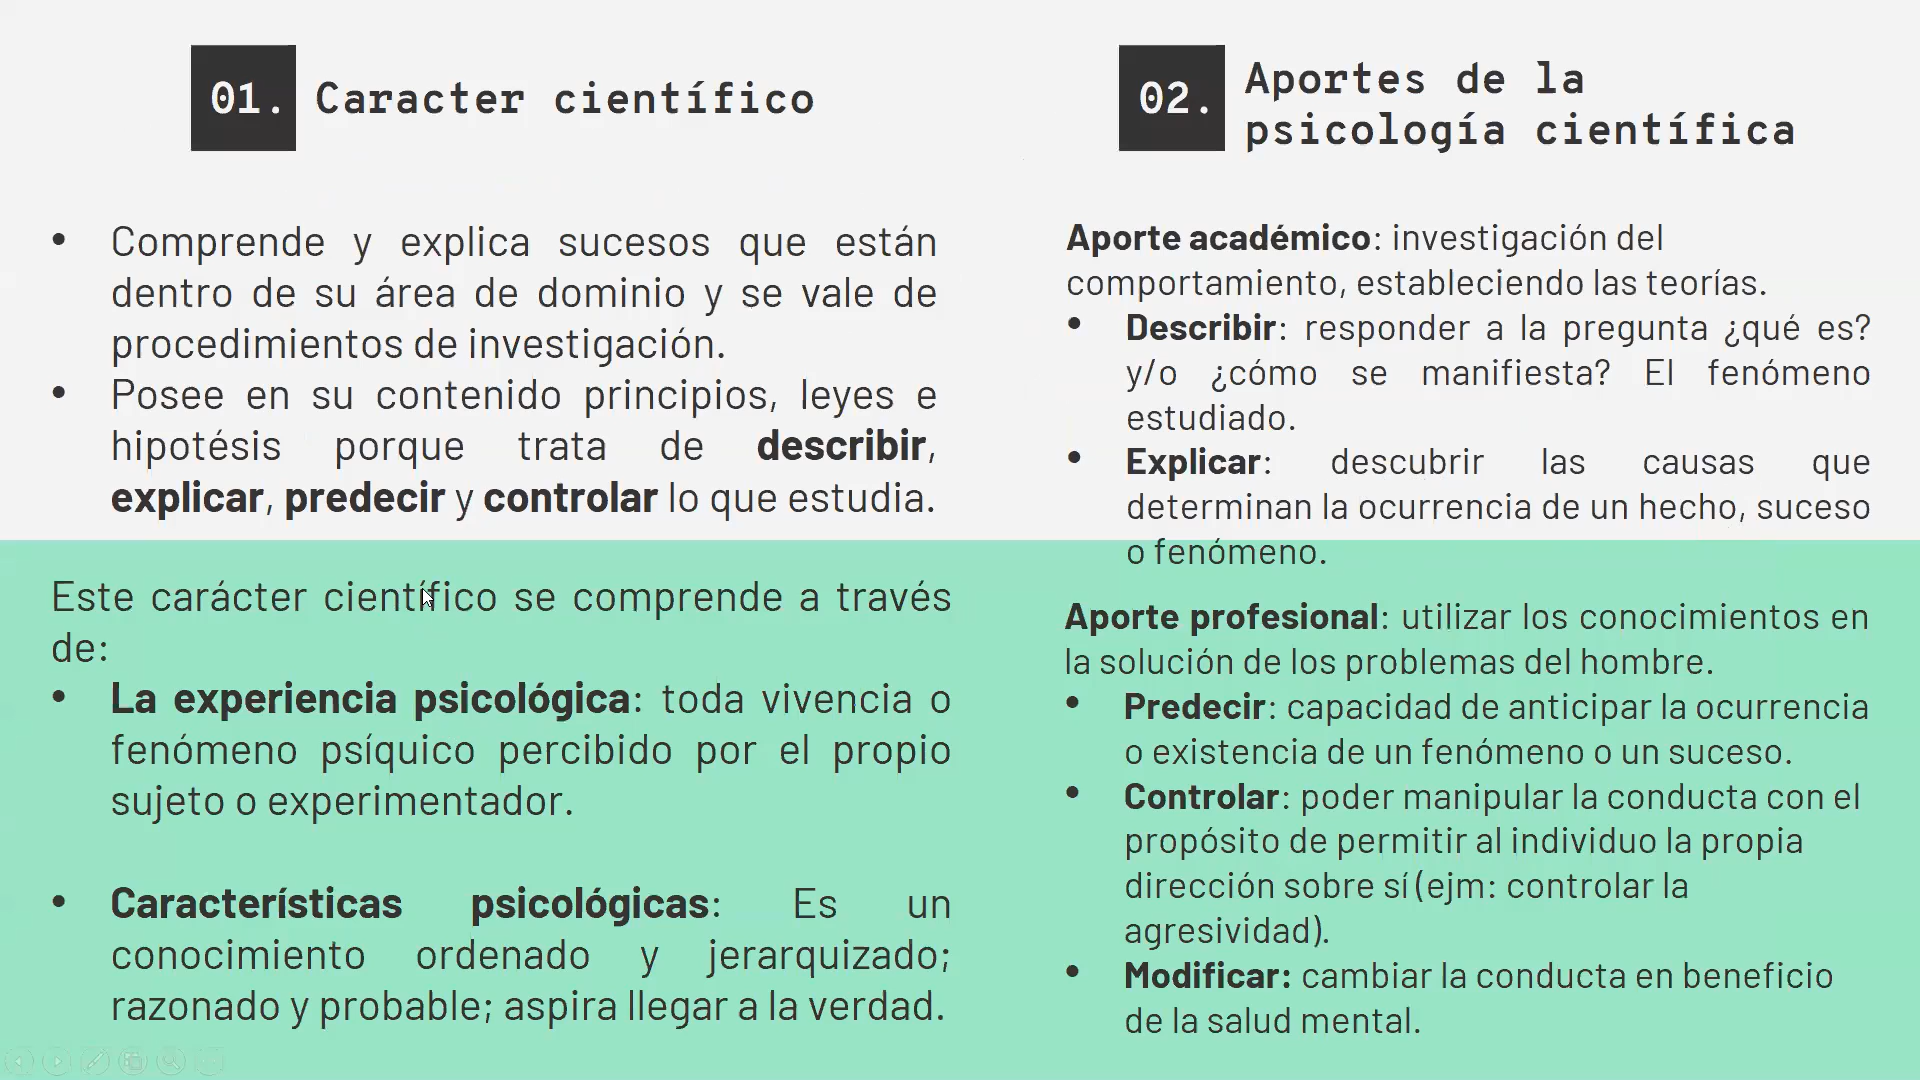 01. Caracter científico
• Comprende y explica sucesos que están
dentro de su área de dominio y se vale de
procedimientos de investigación.
• Posee en su contenido principios, leyes e
hipotésis porque trata de describir,
explicar, predecir y controlar lo que estudia.
Este carácter científico se comprende a través
de:
• La experiencia psicológica: toda vivencia o
fenómeno psíquico percibido por el propio
sujeto o experimentador.
• Características psicológicas: Es un
conocimiento ordenado y jerarquizado;
razonado y probable; aspira llegar a la verdad.
02. Aportes de la
psicología científica
Aporte académico: investigación del
comportamiento, estableciendo las teorías.
• Describir: responder a la pregunta ¿qué es?
y/o ¿cómo se manifiesta? El fenómeno
estudiado.
• Explicar: descubrir las causas que
determinan la ocurrencia de un hecho, suceso
o fenómeno.
Aporte profesional: utilizar los conocimientos en
la solución de los problemas del hombre.
• Predecir: capacidad de anticipar la ocurrencia
o existencia de un fenómeno o un suceso.
• Controlar: poder manipular la conducta con el
propósito de permitir al individuo la propia
dirección sobre sí (ejm: controlar la
agresividad).
• Modificar: cambiar la conducta en beneficio
de la salud mental.